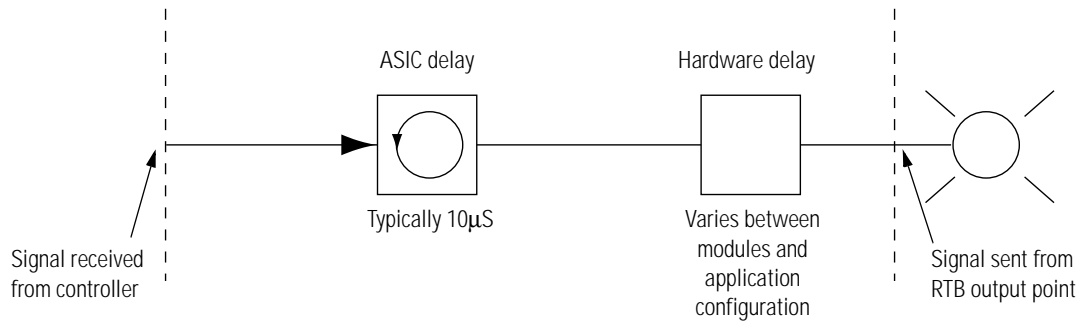 ASIC delay
Hardware delay
Typically 10μS
Varies between
modules and
application
configuration
Signal received
from controller
Signal sent from
RTB output point